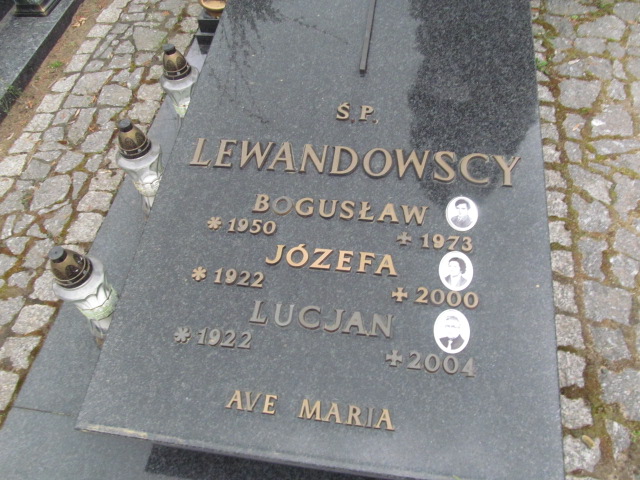 Ś.P.
LEWANDOWSCY
BOGUSŁAW
* 1950 + 1973
JÓZEFA
* 1922 + 2000
LUCJAN
* 1922 + 2004
AVE MARIA